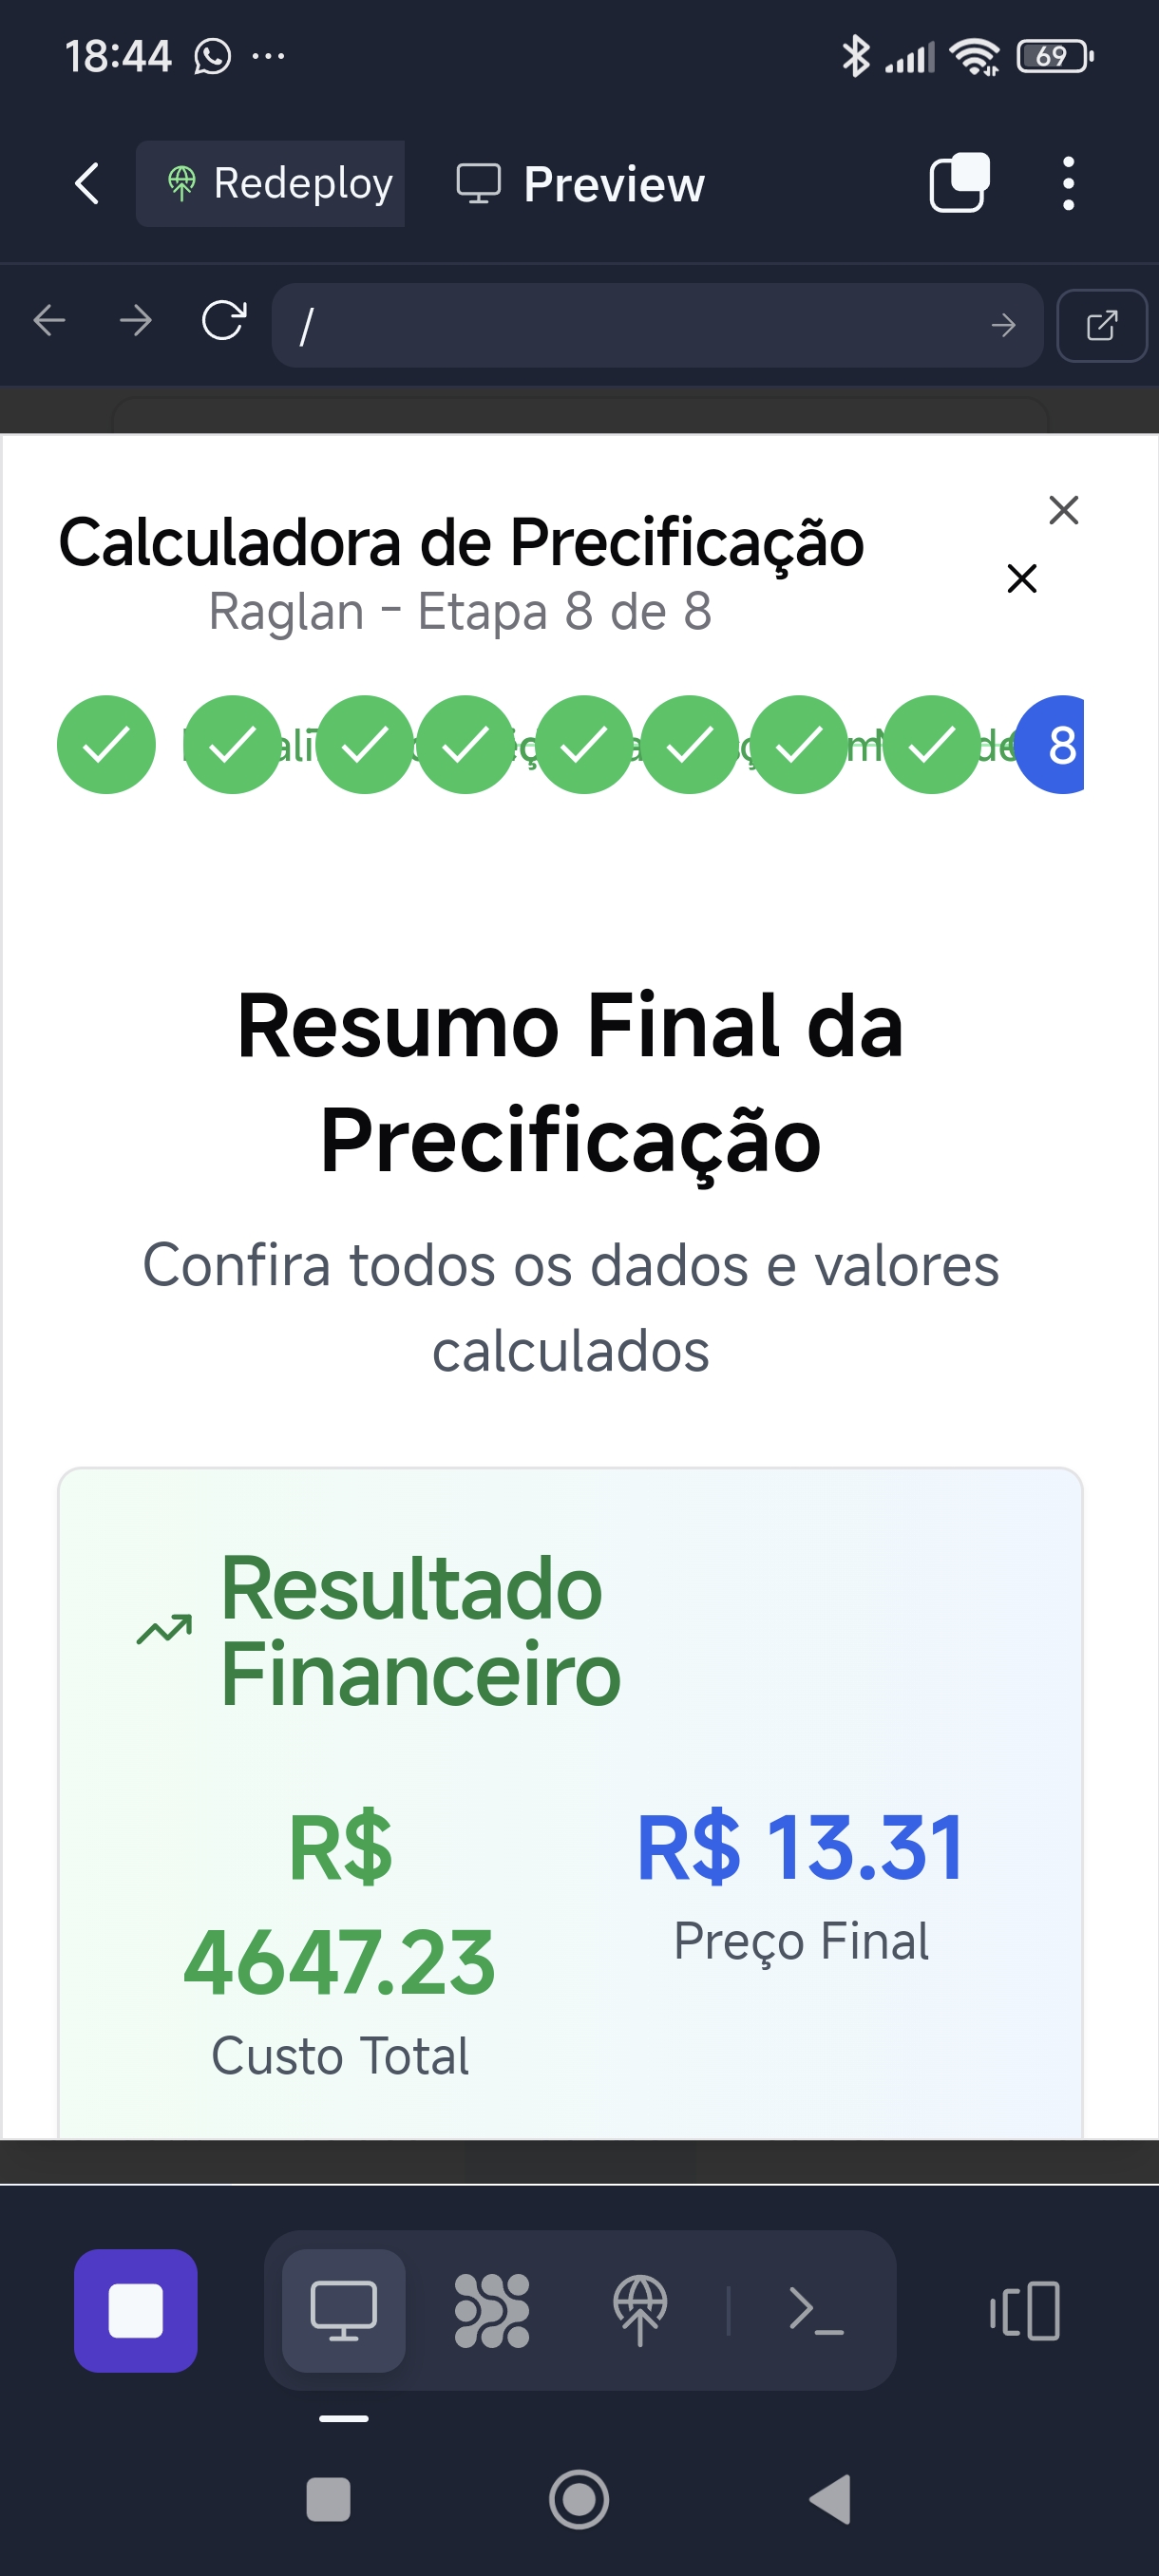 18:44
69
Redeploy
Preview
/
Calculadora de Precificação
Raglan - Etapa 8 de 8
8
Resumo Final da
Precificação
Confira todos os dados e valores
calculados
Resultado
Financeiro
R$
4647.23
Custo Total
R$ 13.31
Preço Final